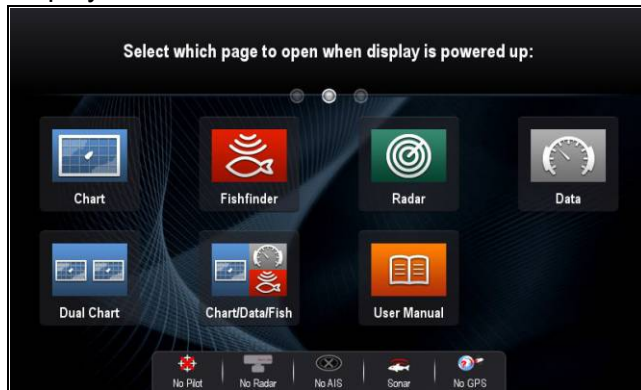 Select which page to open when display is powered up:
Chart
Fishfinder
Radar
Data
Dual Chart
Chart/Data/Fish
User Manual
No Pilot
No Radar
No AIS
Sonar
No GPS